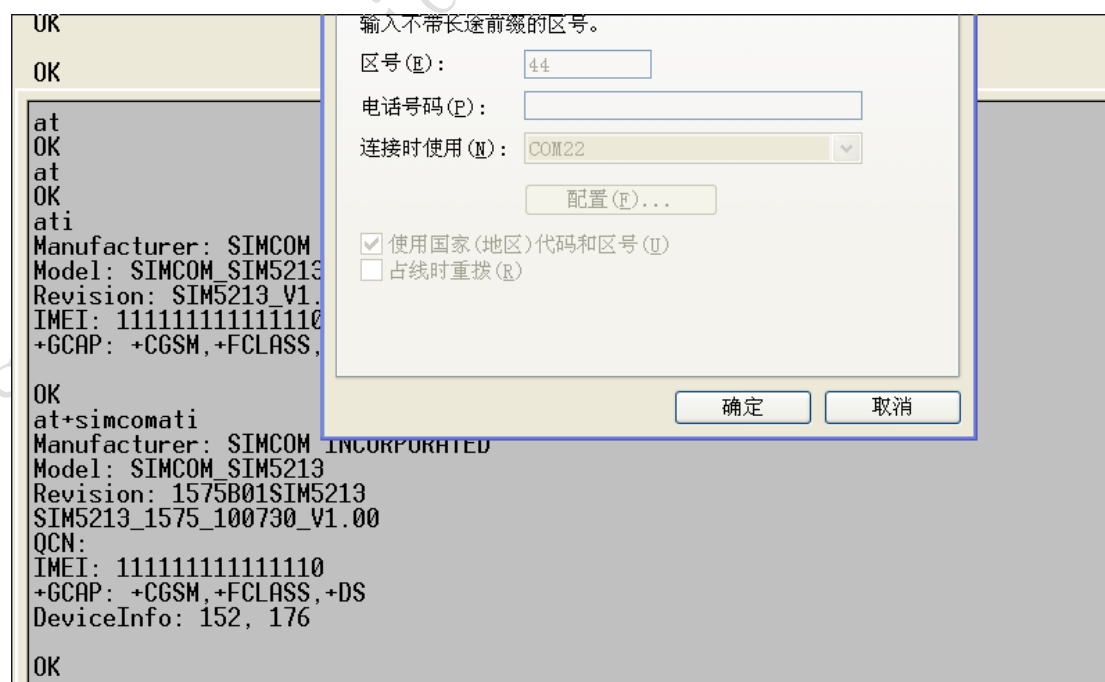 OK
OK
输入不带长途前缀的区号。
区号(E):
44
电话号码(P):
连接时使用(N):
COM22
配置(F)...
使用国家(地区)代码和区号(U)
占线时重拨(R)
确定
取消
at
OK
at
OK
ati
Manufacturer: SIMCOM
Model: SIMCOM_SIM5213
Revision: SIM5213_V1.
IMEI: 111111111111110
+GCAP: +CGSM,+FCLASS,
OK
at+simcomati
Manufacturer: SIMCOM INCORPORATED
Model: SIMCOM_SIM5213
Revision: 1575B01SIM5213
SIM5213_1575_100730_V1.00
QCN:
IMEI: 111111111111110
+GCAP: +CGSM,+FCLASS,+DS
DeviceInfo: 152, 176
OK